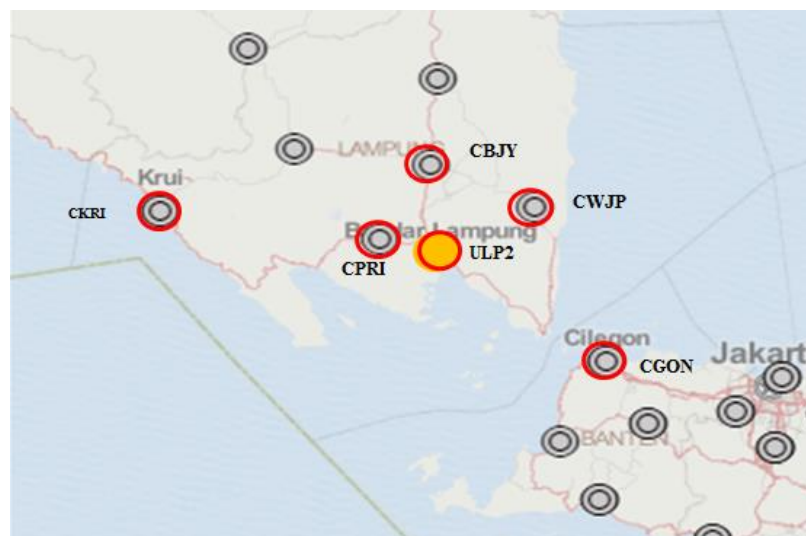 LAMPUNG
CBJY
Krui
CWJP
CKRI
Bandar Lampung
ULP2
CPRI
Cilegon
CGON
Jakart
BANTEN